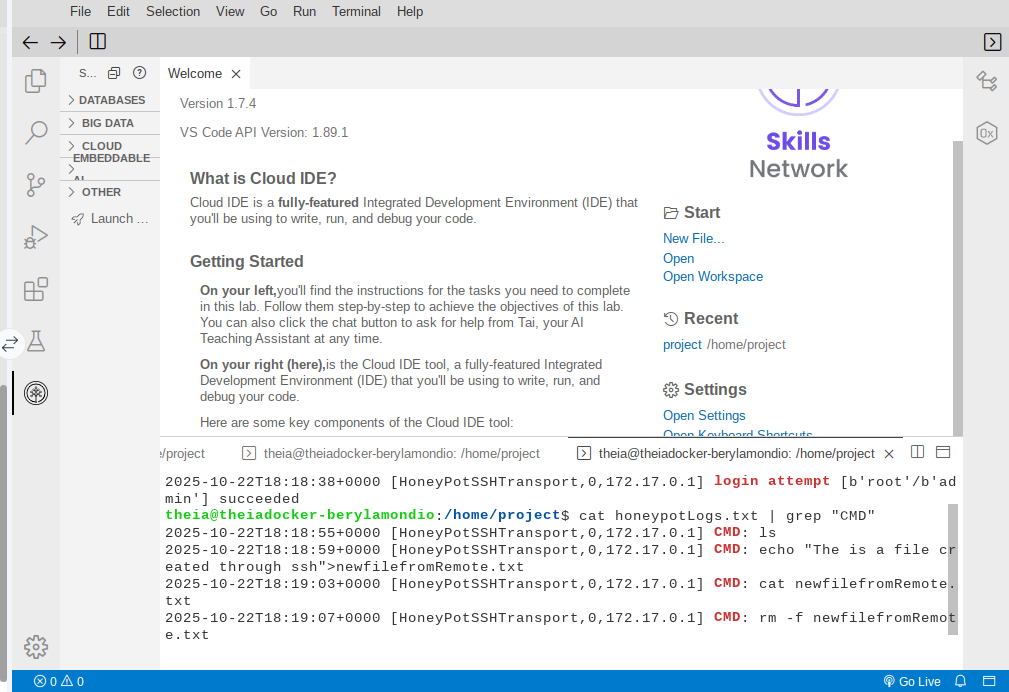 File Edit Selection View Go Run Terminal Help
S...
Welcome
DATABASES
BIG DATA
CLOUD
EMBEDDABLE
AI
OTHER
Launch ...
Version 1.7.4
VS Code API Version: 1.89.1
Skills
Network
What is Cloud IDE?
Cloud IDE is a fully-featured Integrated Development Environment (IDE) that
you'll be using to write, run, and debug your code.
Getting Started
On your left,you'll find the instructions for the tasks you need to complete
in this lab. Follow them step-by-step to achieve the objectives of this lab.
You can also click the chat button to ask for help from Tai, your AI
Teaching Assistant at any time.
On your right (here),is the Cloud IDE tool, a fully-featured Integrated
Development Environment (IDE) that you'll be using to write, run, and
debug your code.
Here are some key components of the Cloud IDE tool:
Start
New File...
Open
Open Workspace
Recent
project /home/project
Settings
Open Settings
Open Keyboard Shortcuts
0x
e/project
theia@theiadocker-berylamondio: /home/project
theia@theiadocker-berylamondio: /home/project
2025-10-22T18:18:38+0000 [HoneyPotSSHTransport,0,172.17.0.1] login attempt [b'root'/b'ad
min'] succeeded
theia@theiadocker-berylamondio:/home/project$ cat honeypotLogs.txt | grep "CMD"
2025-10-22T18:18:55+0000 [HoneyPotSSHTransport,0,172.17.0.1] CMD: ls
2025-10-22T18:18:59+0000 [HoneyPotSSHTransport,0,172.17.0.1] CMD: echo "The is a file cr
eated through ssh">newfilefromRemote.txt
2025-10-22T18:19:03+0000 [HoneyPotSSHTransport,0,172.17.0.1] CMD: cat newfilefromRemote.
txt
2025-10-22T18:19:07+0000 [HoneyPotSSHTransport,0,172.17.0.1] CMD: rm -f newfilefromRemot
e.txt
0 0
Go Live